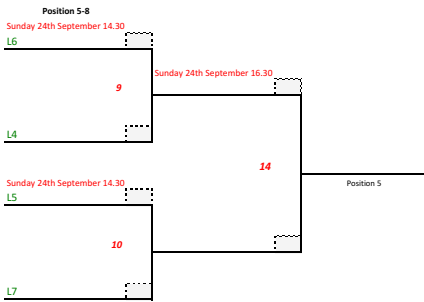 Position 5-8
Sunday 24th September 14.30
L6
9
Sunday 24th September 16.30
L4
14
Sunday 24th September 14.30
Position 5
L5
10
L7